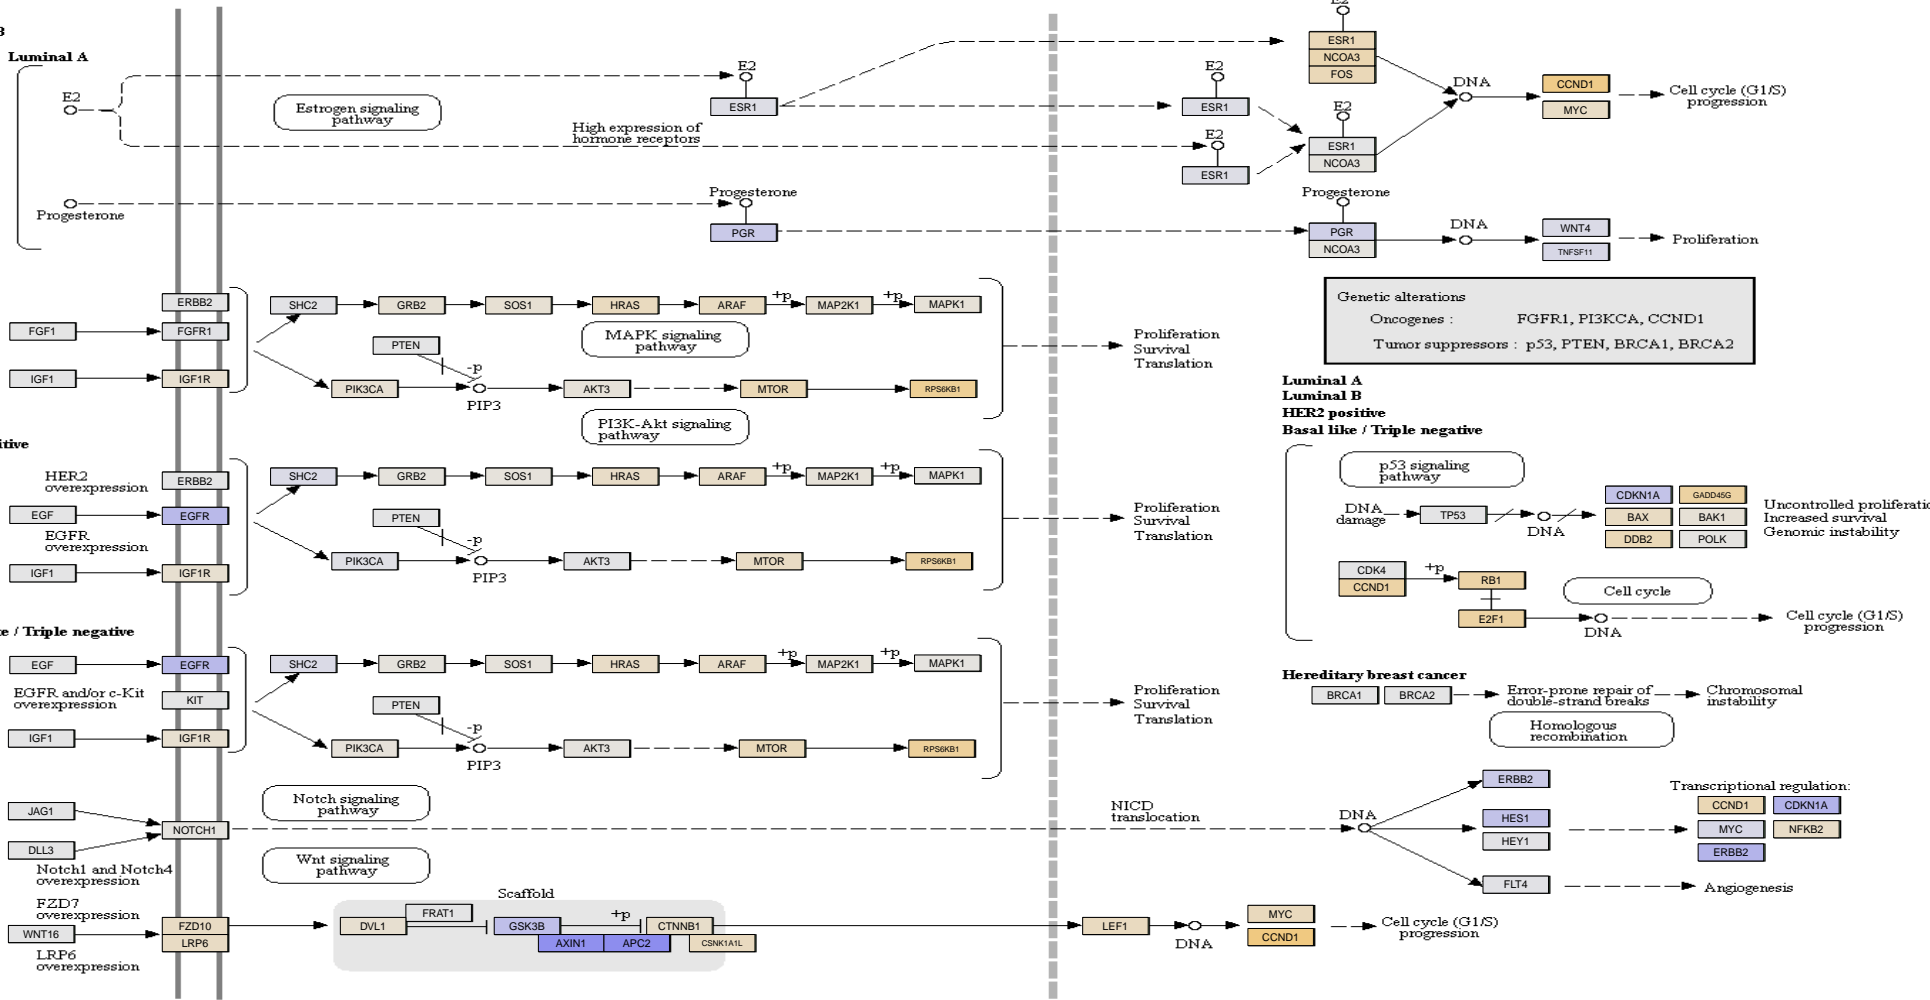 B
Luminal A
E2
Estrogen signaling
pathway
E2
ESR1
High expression of
hormone receptors
E2
ESR1
E2
ESR1
E2
ESR1
NCOA3
FOS
E2
ESR1
NCOA3
DNA
CCND1
MYC
Cell cycle (G1/S)
progression
Progesterone
Progesterone
PGR
Progesterone
PGR
NCOA3
DNA
WNT4
TNFSF11
Proliferation
ERBB2
FGF1
FGFR1
IGF1
IGF1R
SHC2
GRB2
SOS1
HRAS
ARAF
+p
MAP2K1
+p
MAPK1
MAPK signaling
pathway
PTEN
-p
PIK3CA
PIP3
AKT3
MTOR
RPS6KB1
PI3K-Akt signaling
pathway
Proliferation
Survival
Translation
Genetic alterations
Oncogenes : FGFR1, PI3KCA, CCND1
Tumor suppressors : p53, PTEN, BRCA1, BRCA2
itive
HER2
overexpression
ERBB2
EGF
EGFR
EGFR
overexpression
IGF1
IGF1R
SHC2
GRB2
SOS1
HRAS
ARAF
+p
MAP2K1
+p
MAPK1
PTEN
-p
PIK3CA
PIP3
AKT3
MTOR
RPS6KB1
Proliferation
Survival
Translation
Luminal A
Luminal B
HER2 positive
Basal like / Triple negative
p53 signaling
pathway
DNA
damage
TP53
DNA
CDKN1A
GADD45G
BAX
BAK1
DDB2
POLK
Uncontrolled proliferatio
Increased survival
Genomic instability
CDK4
CCND1
+p
RB1
E2F1
Cell cycle
DNA
Cell cycle (G1/S)
progression
e / Triple negative
EGF
EGFR
EGFR and/or c-Kit
overexpression
KIT
IGF1
IGF1R
SHC2
GRB2
SOS1
HRAS
ARAF
+p
MAP2K1
+p
MAPK1
PTEN
-p
PIK3CA
PIP3
AKT3
MTOR
RPS6KB1
Proliferation
Survival
Translation
Hereditary breast cancer
BRCA1
BRCA2
Error-prone repair of
double-strand breaks
Chromosomal
instability
Homologous
recombination
Notch signaling
pathway
JAG1
NOTCH1
DLL3
Notch1 and Notch4
overexpression
NICD
translocation
DNA
ERBB2
HES1
HEY1
FLT4
Transcriptional regulation:
CCND1
CDKN1A
MYC
NFKB2
ERBB2
Angiogenesis
Wnt signaling
pathway
FZD7
overexpression
WNT16
FZD10
LRP6
LRP6
overexpression
Scaffold
DVL1
FRAT1
GSK3B
+p
CTNNB1
AXIN1
APC2
CSNK1A1L
LEF1
DNA
MYC
CCND1
Cell cycle (G1/S)
progression